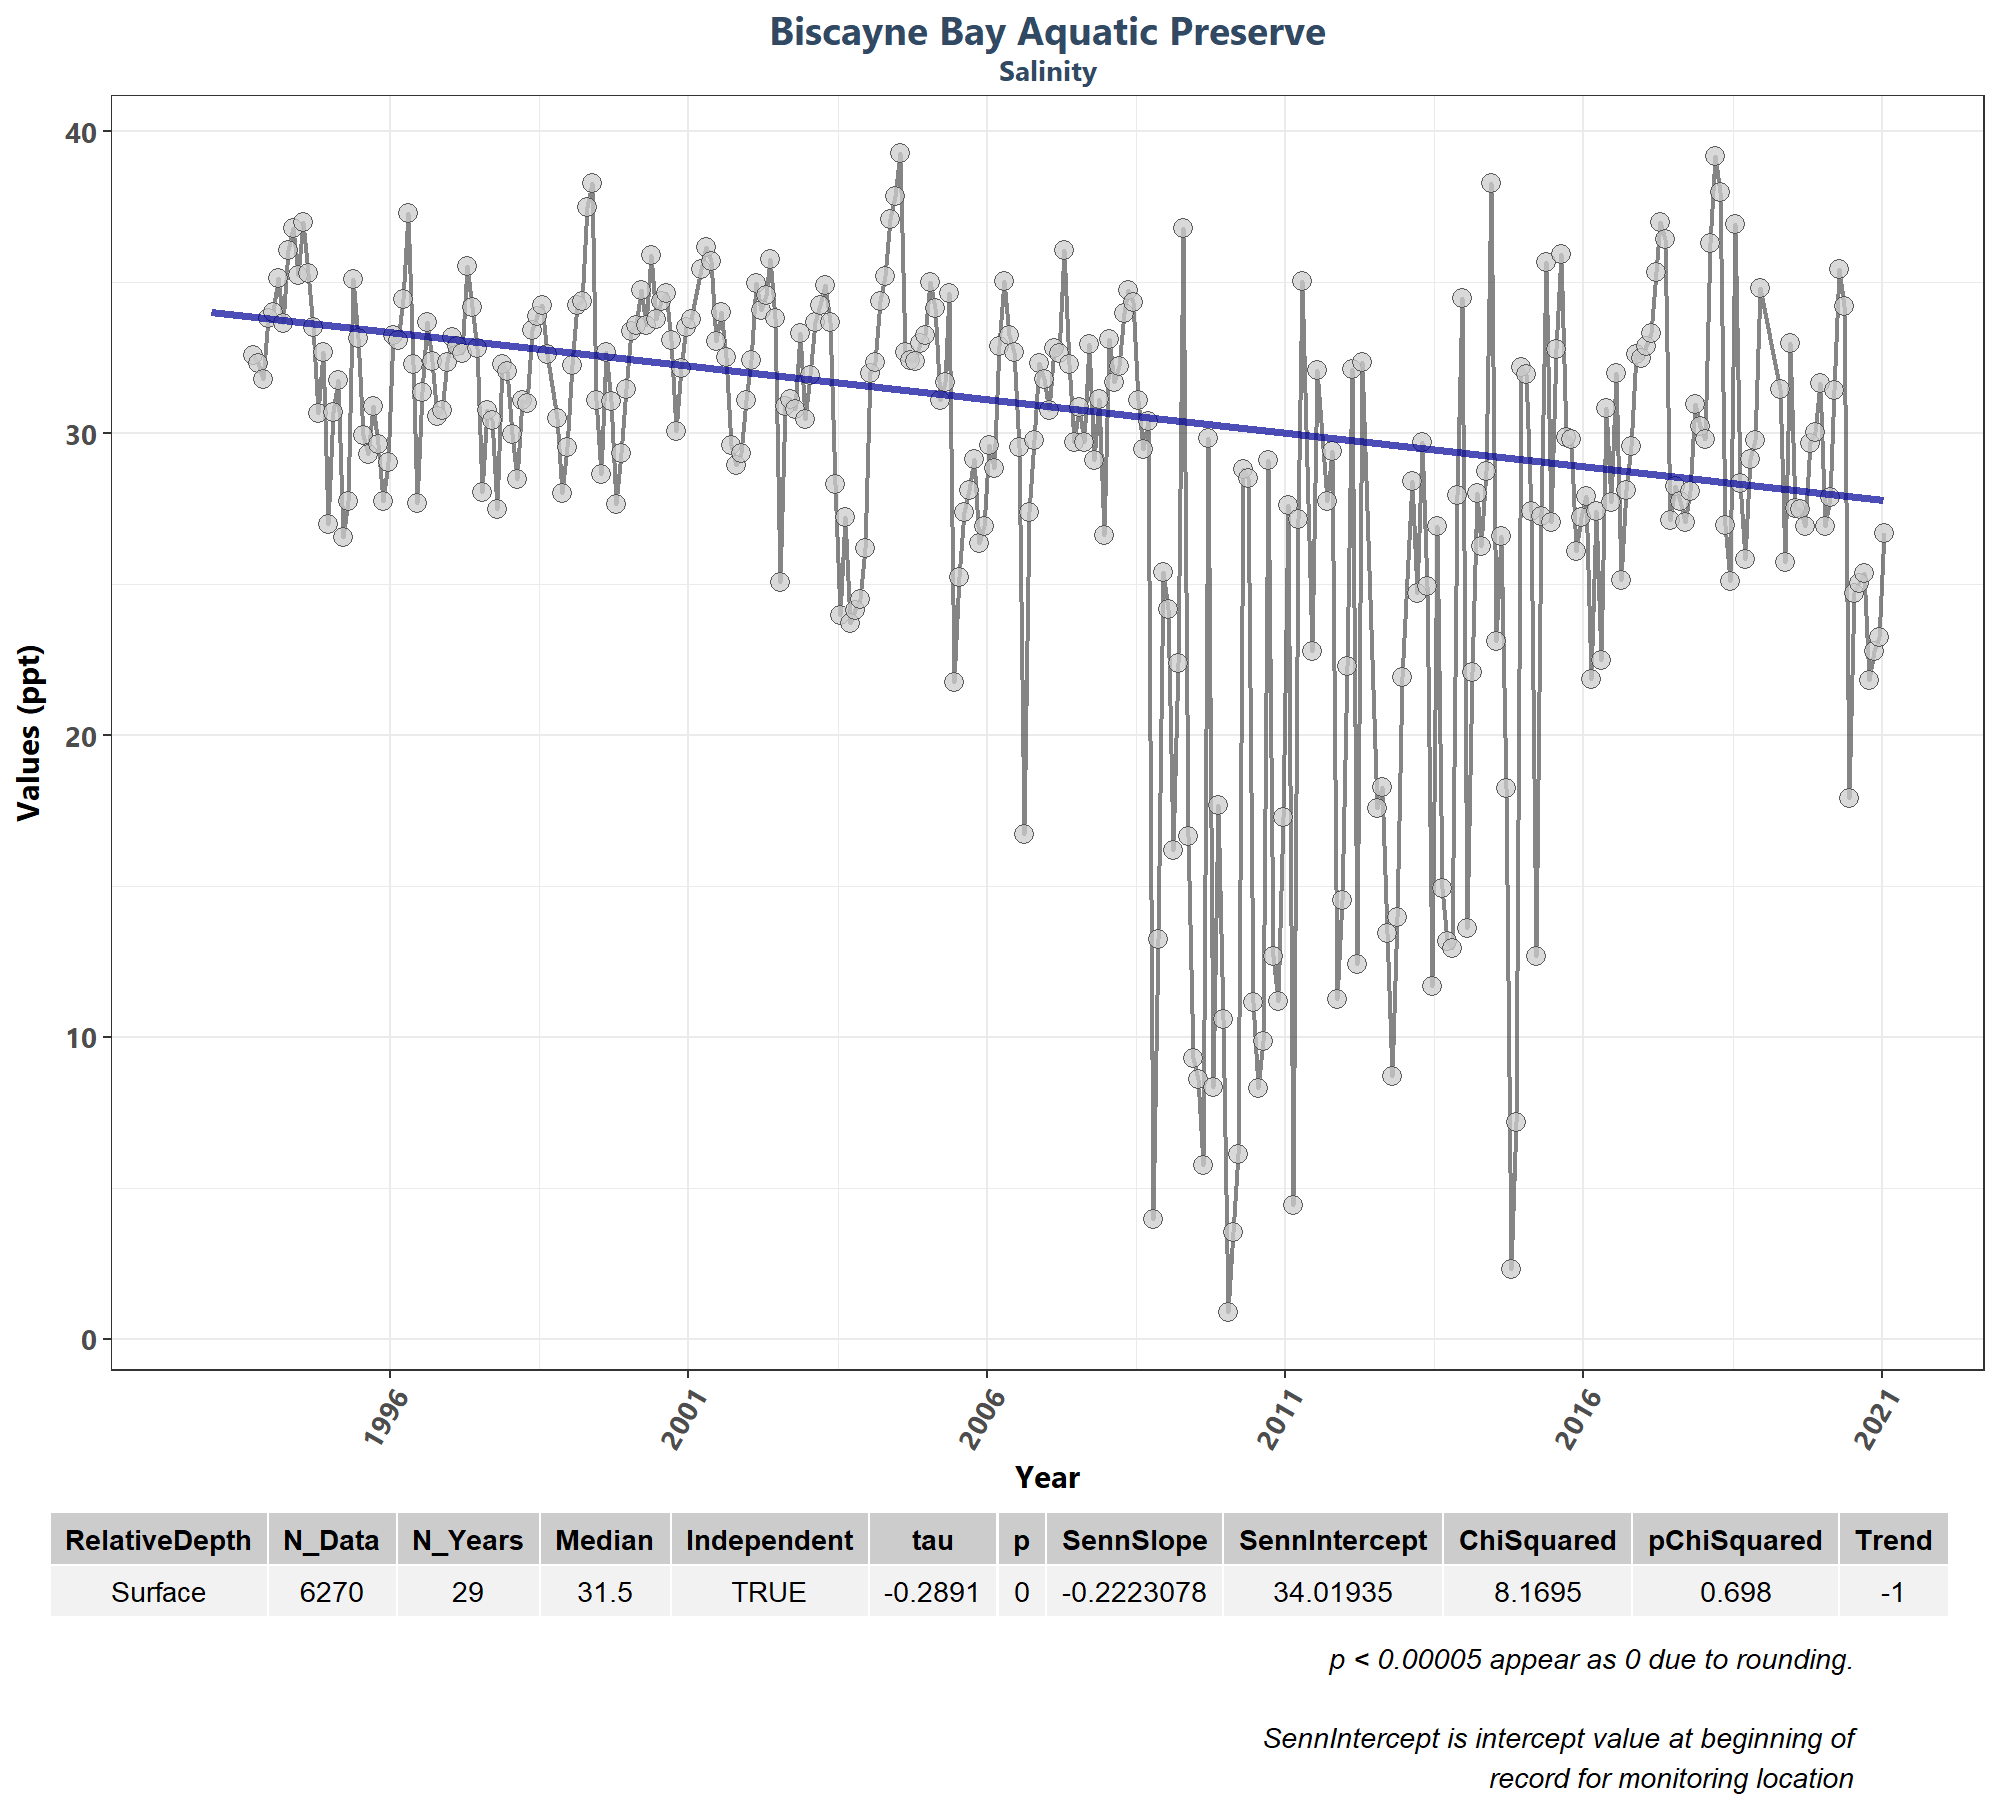 Biscayne Bay Aquatic Preserve
Salinity
Values (ppt)
40
30
20
10
0
1996 2001 2006 2011 2016 2021
Year
RelativeDepth N_Data N_Years Median Independent tau p SennSlope SennIntercept ChiSquared pChiSquared Trend
Surface 6270 29 31.5 TRUE -0.2891 0 -0.2223078 34.01935 8.1695 0.698 -1
p < 0.00005 appear as 0 due to rounding.
SennIntercept is intercept value at beginning of
record for monitoring location